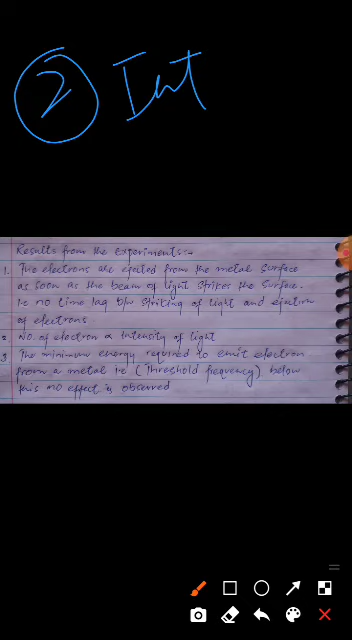 2 Int
Results from the experiments:-
1. The electrons are ejected from the metal surface
as soon as the beam of light strikes the surface.
ie no time lag b/w striking of light and ejection
of electrons
2 No of electron α intensity of light
3 The minimum energy required to emit electron
from a metal i.e (Threshold frequency) below
this no effect is observed